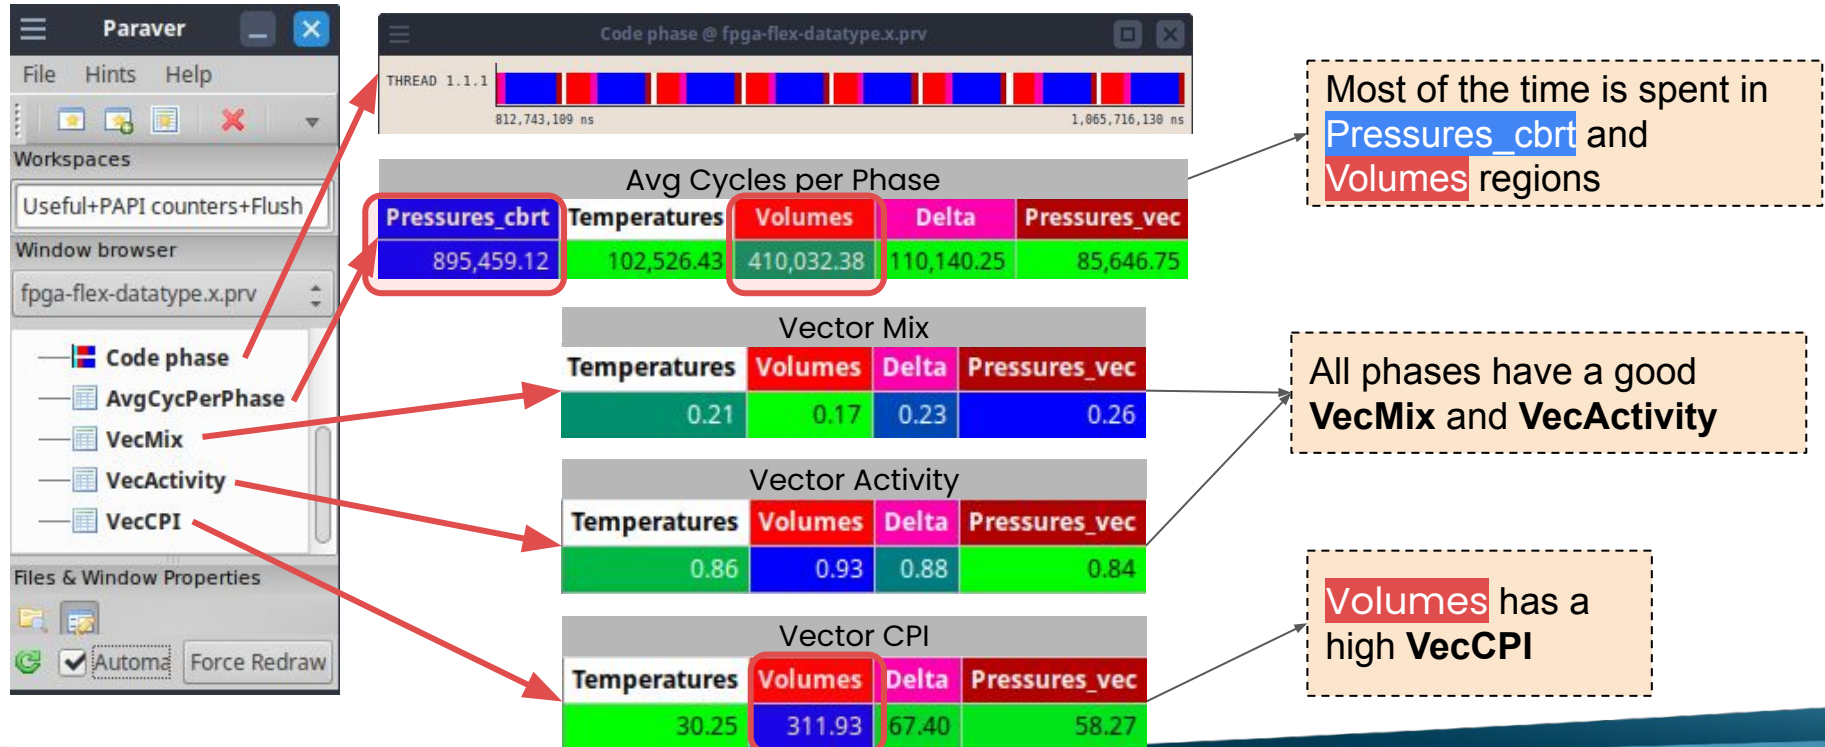 Paraver
File Hints Help
Workspaces
Useful+PAPI counters+Flush
Window browser
fpga-flex-datatype.x.prv
Code phase
AvgCycPerPhase
VecMix
VecActivity
VecCPI
Files & Window Properties
Automa Force Redraw
Code phase @ fpga-flex-datatype.x.prv
THREAD 1.1.1
812,743,109 ns 1,065,716,130 ns
Avg Cycles per Phase
Pressures_cbrt Temperatures Volumes Delta Pressures_vec
895,459.12 102,526.43 410,032.38 110,140.25 85,646.75
Vector Mix
Temperatures Volumes Delta Pressures_vec
0.21 0.17 0.23 0.26
Vector Activity
Temperatures Volumes Delta Pressures_vec
0.86 0.93 0.88 0.84
Vector CPI
Temperatures Volumes Delta Pressures_vec
30.25 311.93 67.40 58.27
Most of the time is spent in
Pressures_cbrt and
Volumes regions
All phases have a good
VecMix and VecActivity
Volumes has a
high VecCPI